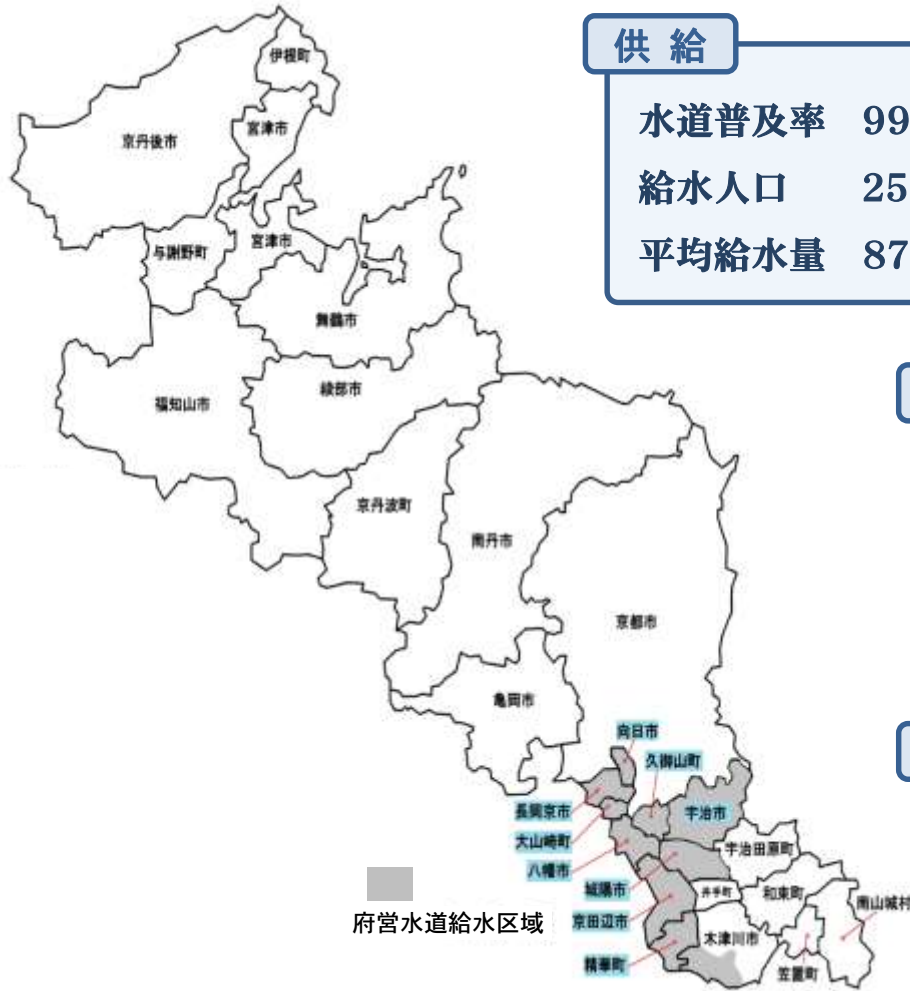 供 給
水道普及率 99
給水人口 25
平均給水量 87
伊根町
宮津市
京丹後市
宮津市
与謝野町
舞鶴市
綾部市
福知山市
京丹波町
南丹市
京都市
亀岡市
向日市
久御山町
長岡京市
宇治市
大山崎町
宇治田原町
八幡市
城陽市
井手町
和束町
南山城村
京田辺市
木津川市
精華町
笠置町
府営水道給水区域